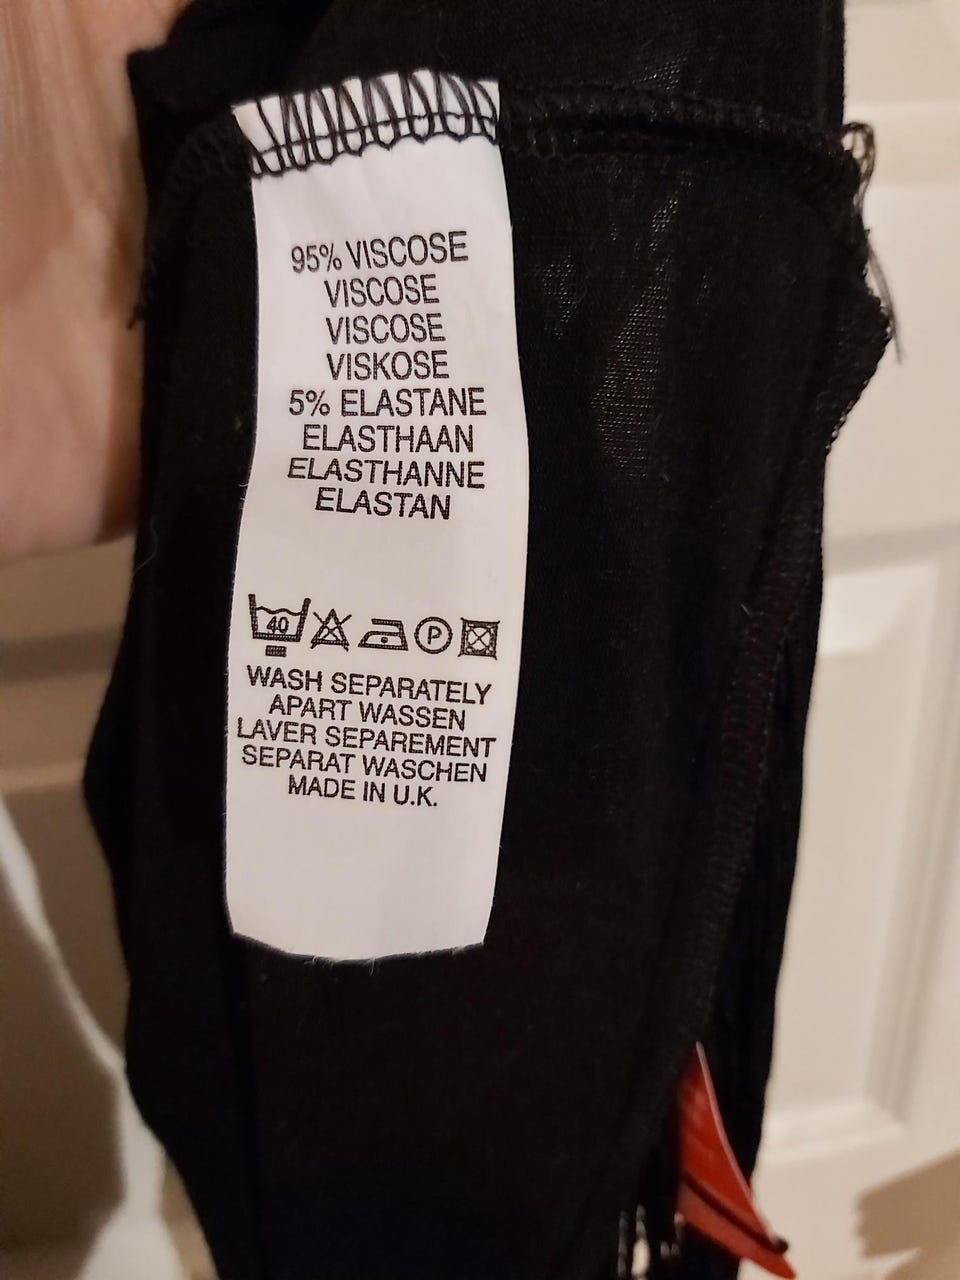 95% VISCOSE
VISCOSE
VISCOSE
VISKOSE
5% ELASTANE
ELASTHAAN
ELASTHANNE
ELASTAN
40 P
WASH SEPARATELY
APART WASSEN
LAVER SEPAREMENT
SEPARAT WASCHEN
MADE IN U.K.